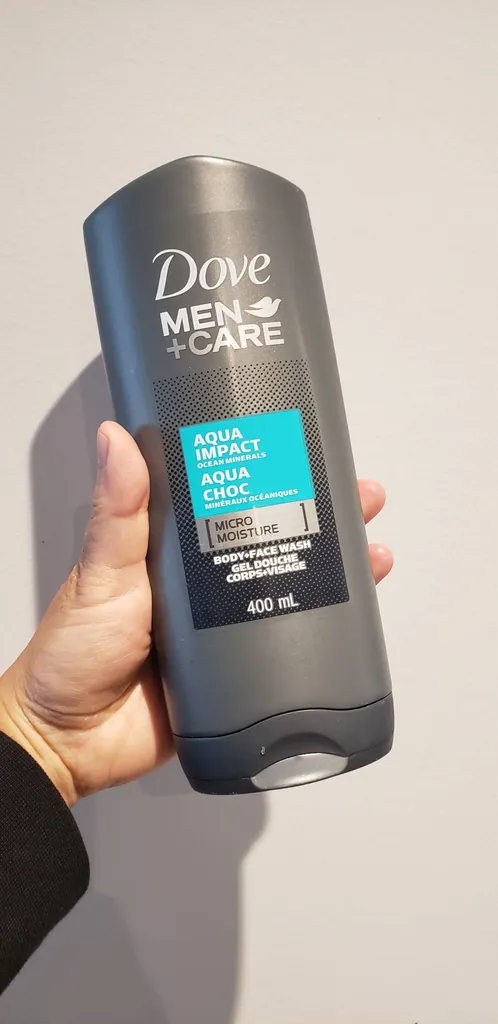 Dove
MEN
+CARE
AQUA
IMPACT
OCEAN MINERALS
AQUA
CHOC
MINÉRAUX OCÉANIQUES
[MICRO
MOISTURE]
BODY+FACE WASH
GEL DOUCHE
CORPS+VISAGE
400 mL